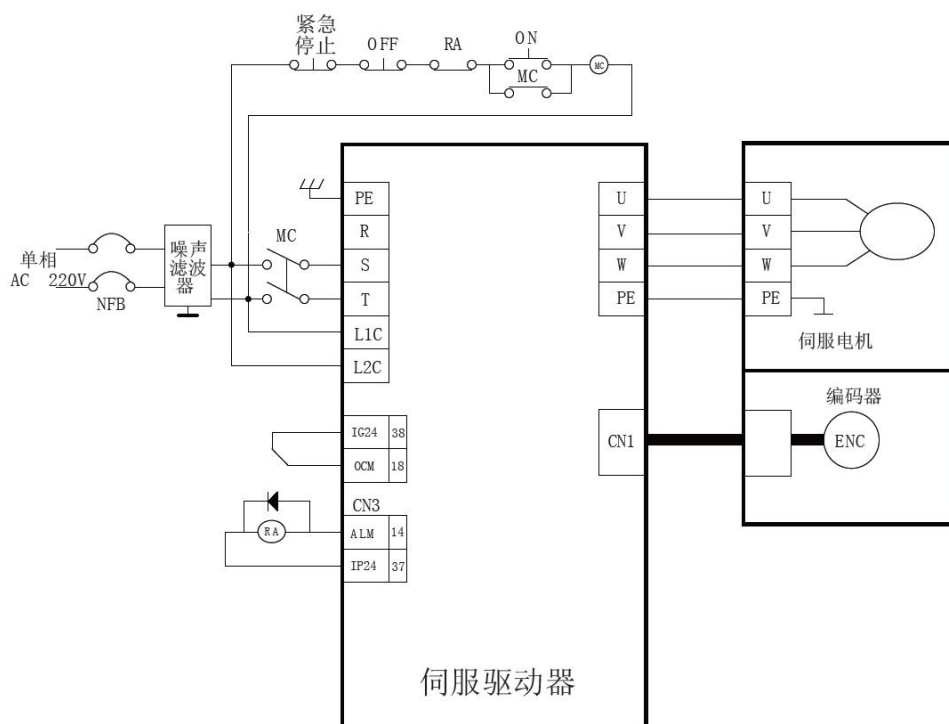 紧急
停止
OFF
RA
ON
MC
MC
PE
R
S
T
L1C
L2C
MC
单相
AC 220V
NFB
噪声
滤波
器
IG24 38
OCM 18
CN3
ALM 14
IP24 37
RA
U
V
W
PE
CN1
U
V
W
PE
伺服电机
编码器
ENC
伺服驱动器